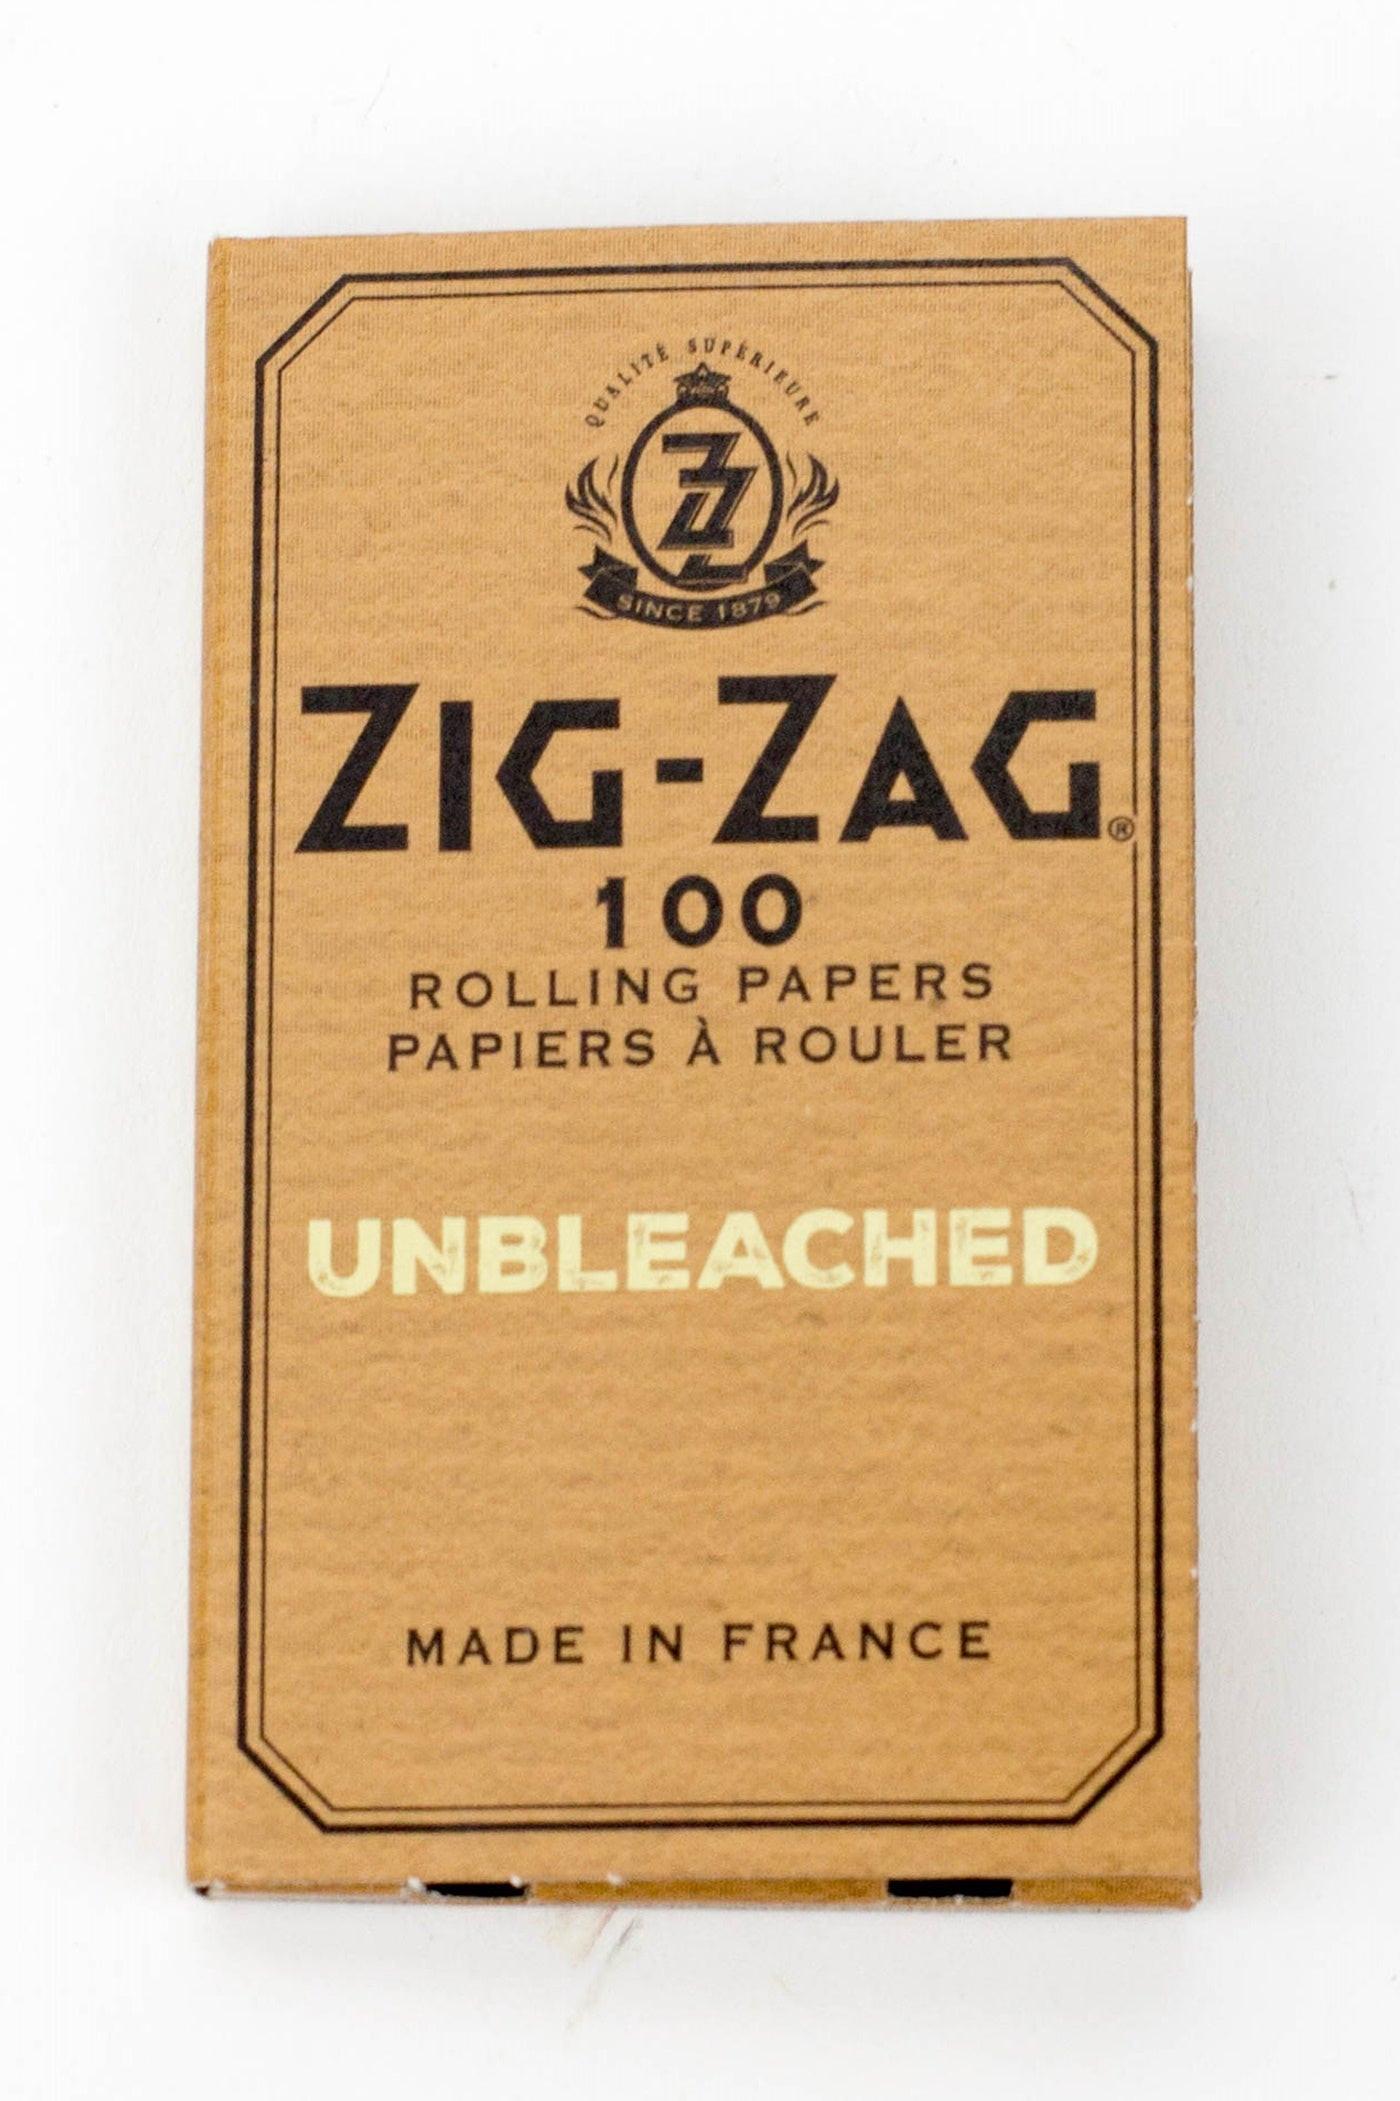 QUALITÉ SUPÉRIEURE
ZZ
SINCE 1879
ZIG-ZAG®
100
ROLLING PAPERS
PAPIERS À ROULER
UNBLEACHED
MADE IN FRANCE